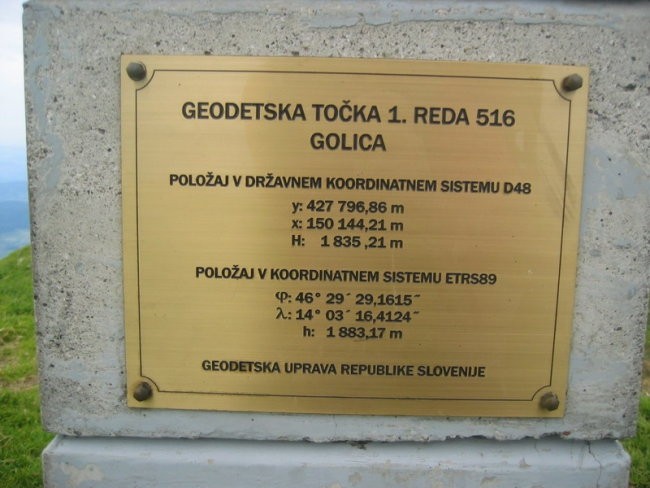 GEODETSKA TOČKA 1. REDA 516
GOLICA
POLOŽAJ V DRŽAVNEM KOORDINATNEM SISTEMU D48
y: 427 796,86 m
x: 150 144,21 m
H: 1 835 ,21 m
POLOŽAJ V KOORDINATNEM SISTEMU ETRS89
φ: 46° 29´ 29,1615˝
λ: 14° 03´ 16,4124˝
h: 1 883,17 m
GEODETSKA UPRAVA REPUBLIKE SLOVENIJE